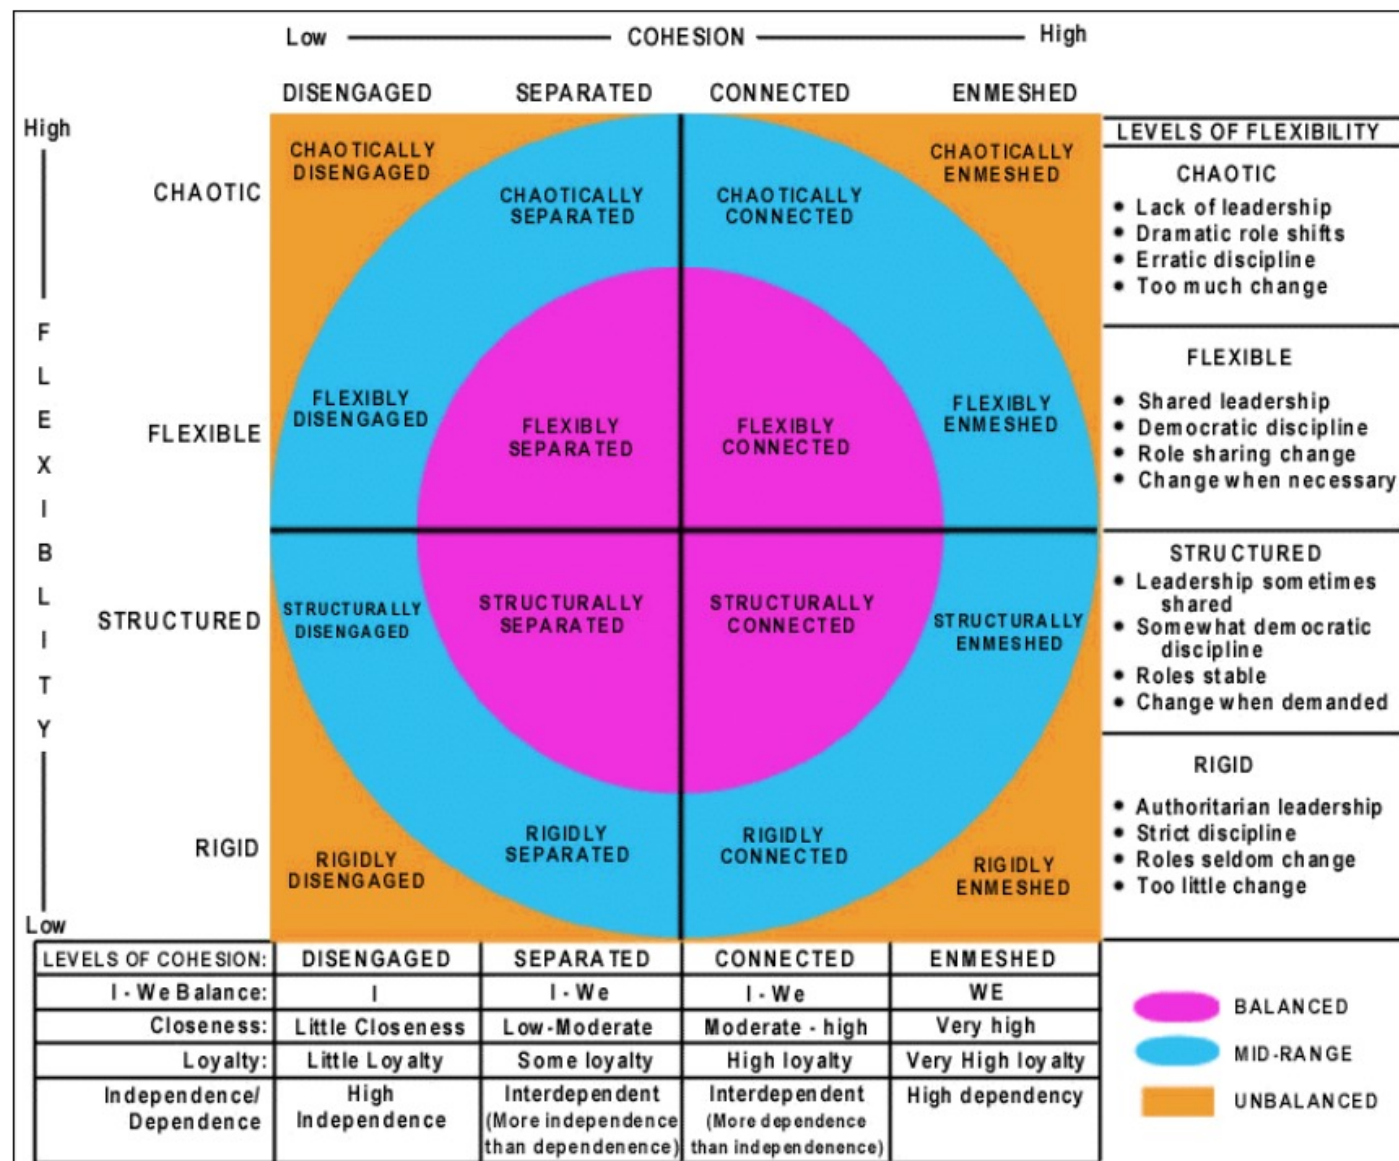 Low COHESION High
DISENGAGED SEPARATED CONNECTED ENMESHED
High
CHAOTIC
FLEXIBLE
STRUCTURED
RIGID
Low
F
L
E
X
I
B
L
I
T
Y
CHAOTICALLY
DISENGAGED
CHAOTICALLY
SEPARATED
CHAOTICALLY
CONNECTED
CHAOTICALLY
ENMESHED
FLEXIBLY
DISENGAGED
FLEXIBLY
SEPARATED
FLEXIBLY
CONNECTED
FLEXIBLY
ENMESHED
STRUCTURALLY
DISENGAGED
STRUCTURALLY
SEPARATED
STRUCTURALLY
CONNECTED
STRUCTURALLY
ENMESHED
RIGIDLY
DISENGAGED
RIGIDLY
SEPARATED
RIGIDLY
CONNECTED
RIGIDLY
ENMESHED
LEVELS OF FLEXIBILITY
CHAOTIC
• Lack of leadership
• Dramatic role shifts
• Erratic discipline
• Too much change
FLEXIBLE
• Shared leadership
• Democratic discipline
• Role sharing change
• Change when necessary
STRUCTURED
• Leadership sometimes
shared
• Somewhat democratic
discipline
• Roles stable
• Change when demanded
RIGID
• Authoritarian leadership
• Strict discipline
• Roles seldom change
• Too little change
LEVELS OF COHESION: DISENGAGED SEPARATED CONNECTED ENMESHED
I - We Balance: I I - We I - We WE
Closeness: Little Closeness Low-Moderate Moderate - high Very high
Loyalty: Little Loyalty Some loyalty High loyalty Very High loyalty
Independence/ High Interdependent Interdependent High dependency
Dependence: Independence (More independence (More dependence
than dependenence) than indepenence)
BALANCED
MID-RANGE
UNBALANCED